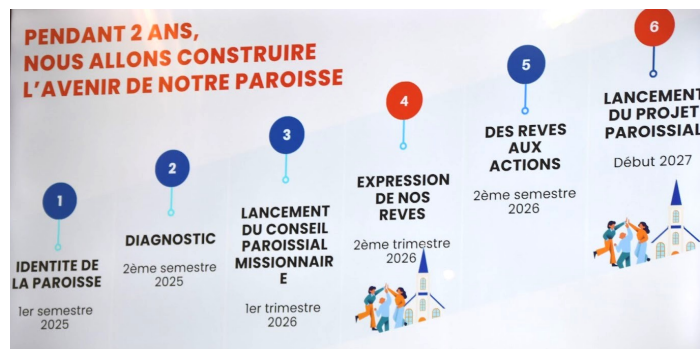 PENDANT 2 ANS,
NOUS ALLONS CONSTRUIRE
L'AVENIR DE NOTRE PAROISSE
1
IDENTITE DE
LA PAROISSE
1er semestre
2025
2
DIAGNOSTIC
2ème semestre
2025
3
LANCEMENT
DU CONSEIL
PAROISSIAL
MISSIONNAIR
E
1er trimestre
2026
4
EXPRESSION
DE NOS
REVES
2ème trimestre
2026
5
DES REVES
AUX
ACTIONS
2ème semestre
2026
6
LANCEMENT
DU PROJET
PAROISSIAL
Début 2027